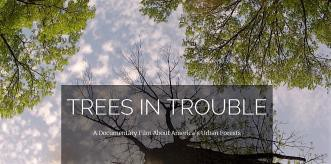 TREES IN TROUBLE
A Documentary Film About America's Urban Forests